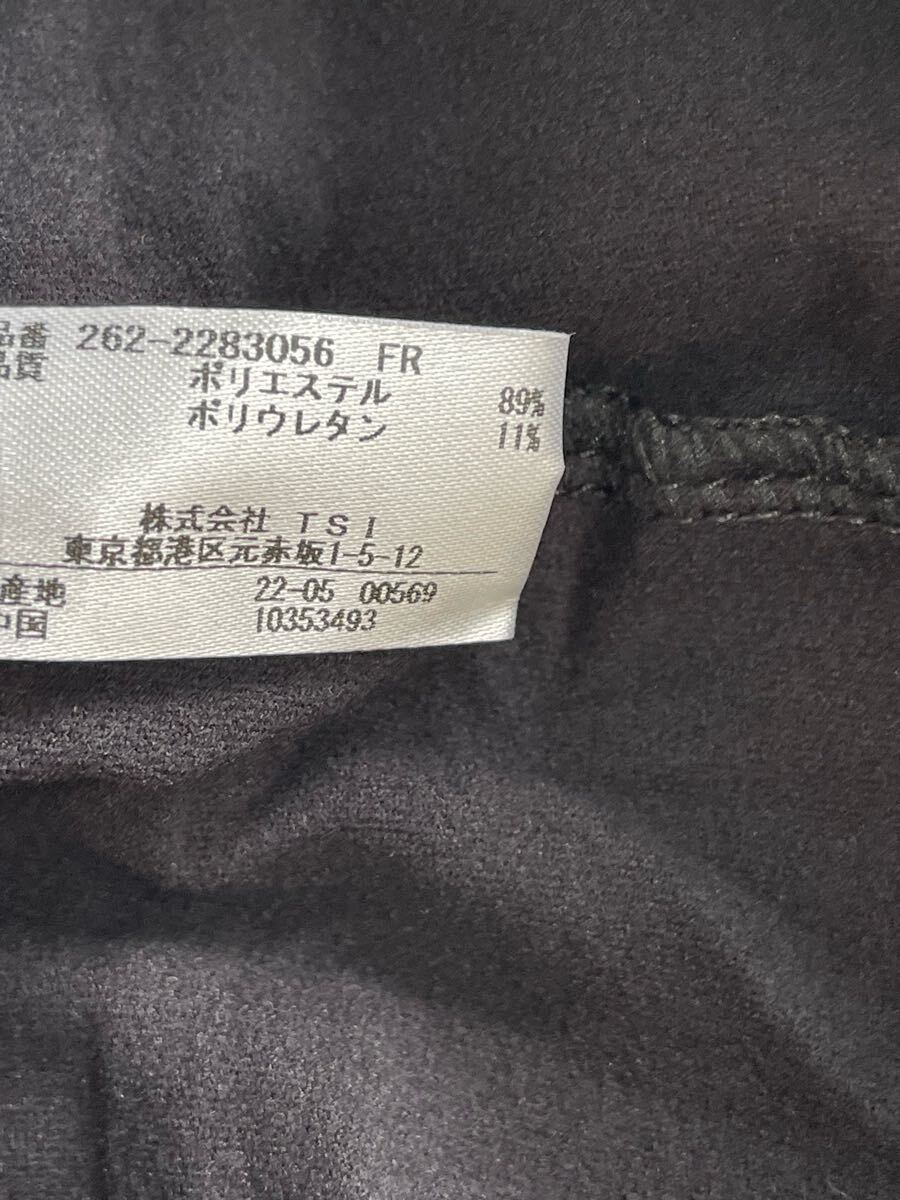 品番 262-2283056 FR
品質 ポリエステル 89%
ポリウレタン 11%
株式会社 TSI
東京都港区元赤坂1-5-12
産地 22-05 00569
中国 10353493